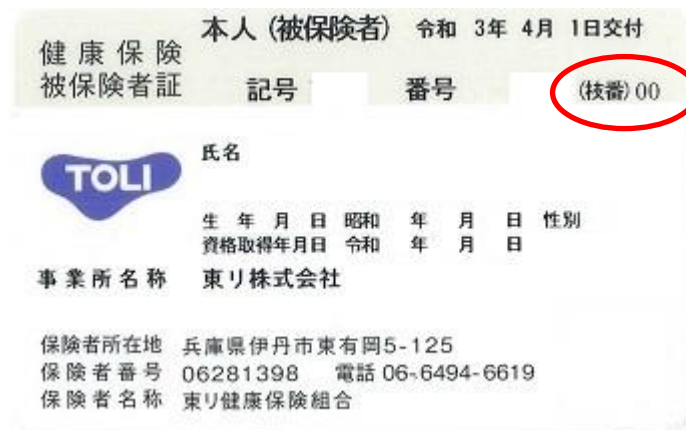 本人(被保険者) 令和 3年 4月 1日交付
健康保険
被保険者証
記号 番号 (枝番)00
TOLI
氏名
生年月日 昭和 年 月 日 性別
資格取得年月日 令和 年 月 日
事業所名称 東リ株式会社
保険者所在地 兵庫県伊丹市東有岡5-125
保険者番号 06281398 電話 06-6494-6619
保険者名称 東リ健康保険組合